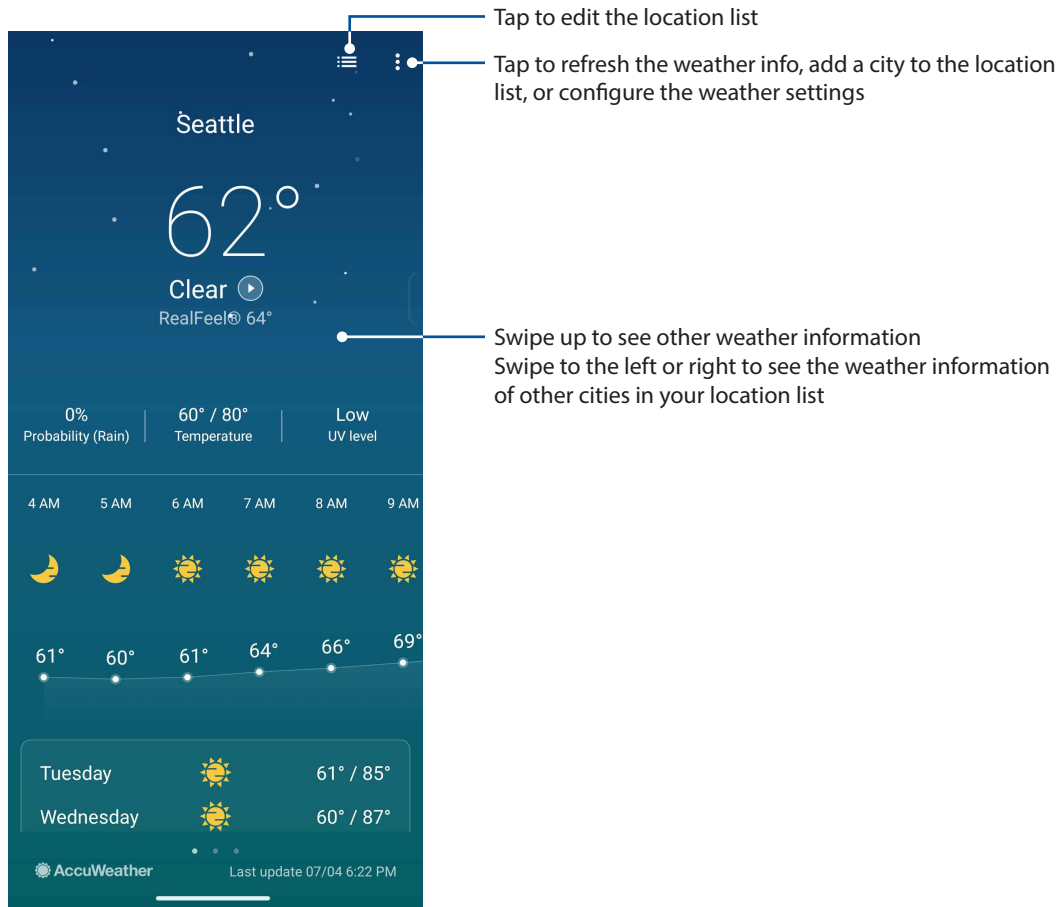 Tap to edit the location list
Tap to refresh the weather info, add a city to the location
list, or configure the weather settings
Seattle
62°
Clear
RealFeel® 64°
Swipe up to see other weather information
Swipe to the left or right to see the weather information
of other cities in your location list
0% 60° / 80° Low
Probability (Rain) Temperature UV level
4 AM 5 AM 6 AM 7 AM 8 AM 9 AM
61° 60° 61° 64° 66° 69°
Tuesday 61° / 85°
Wednesday 60° / 87°
AccuWeather Last update 07/04 6:22 PM